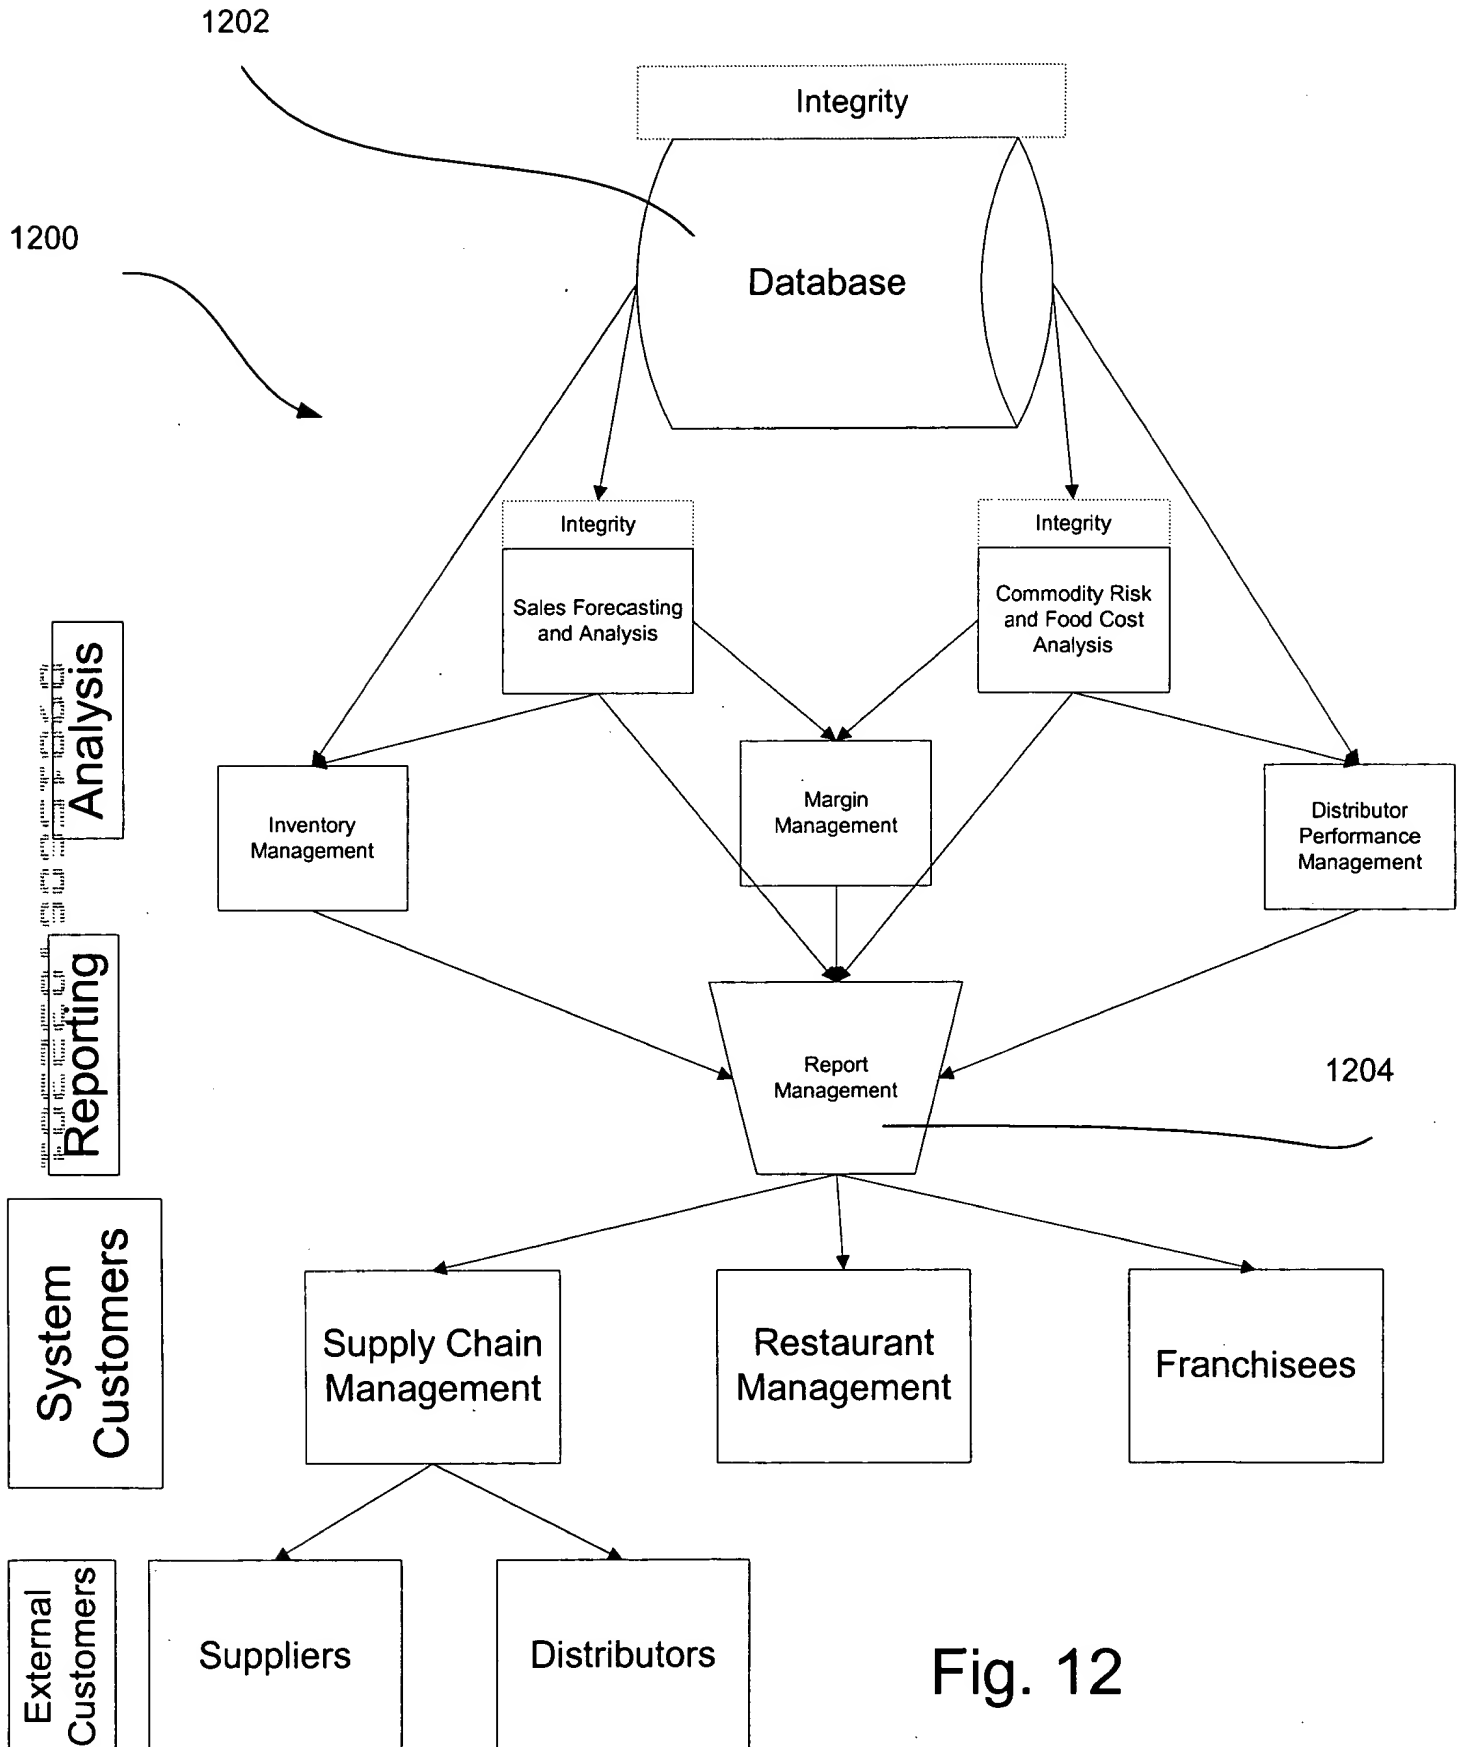 1202
Integrity
1200
Database
Integrity
Integrity
Sales Forecasting
and Analysis
Commodity Risk
and Food Cost
Analysis
Analysis
Inventory
Management
Margin
Management
Distributor
Performance
Management
Reporting
Report
Management
1204
System
Customers
Supply Chain
Management
Restaurant
Management
Franchisees
External
Customers
Suppliers
Distributors
Fig. 12